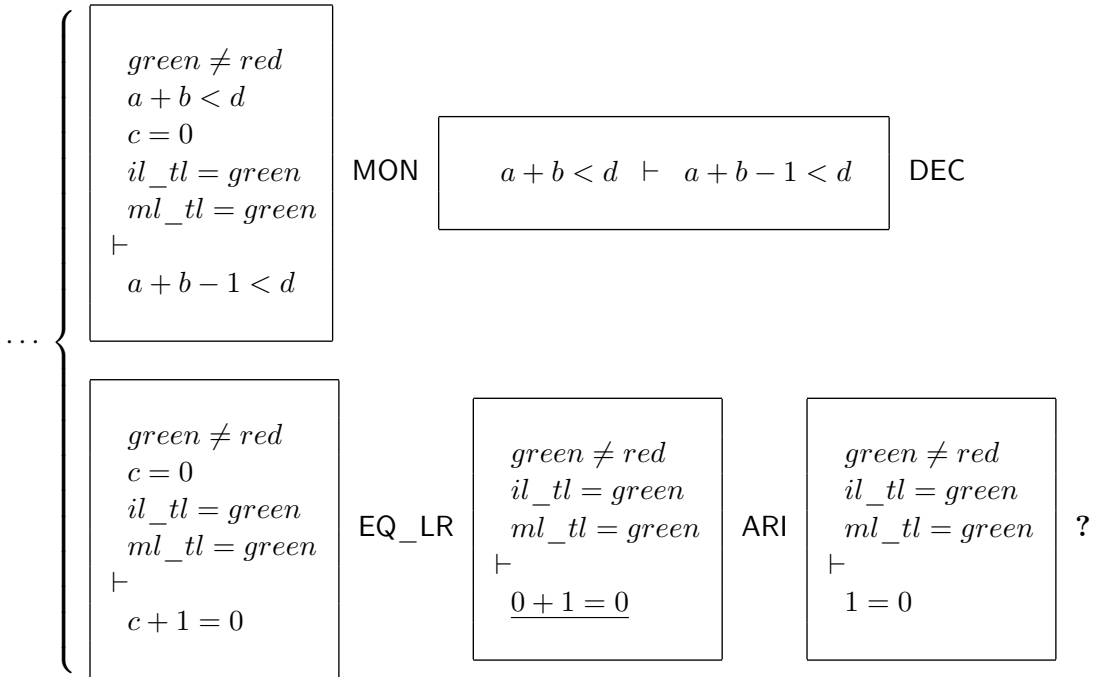 green ≠ red
a + b < d
c = 0
il_tl = green
ml_tl = green
⊢
a + b − 1 < d
MON
a + b < d ⊢ a + b − 1 < d
DEC
· · · {
green ≠ red
c = 0
il_tl = green
ml_tl = green
⊢
c + 1 = 0
EQ_LR
green ≠ red
il_tl = green
ml_tl = green
⊢
0 + 1 = 0
ARI
green ≠ red
il_tl = green
ml_tl = green
⊢
1 = 0
?